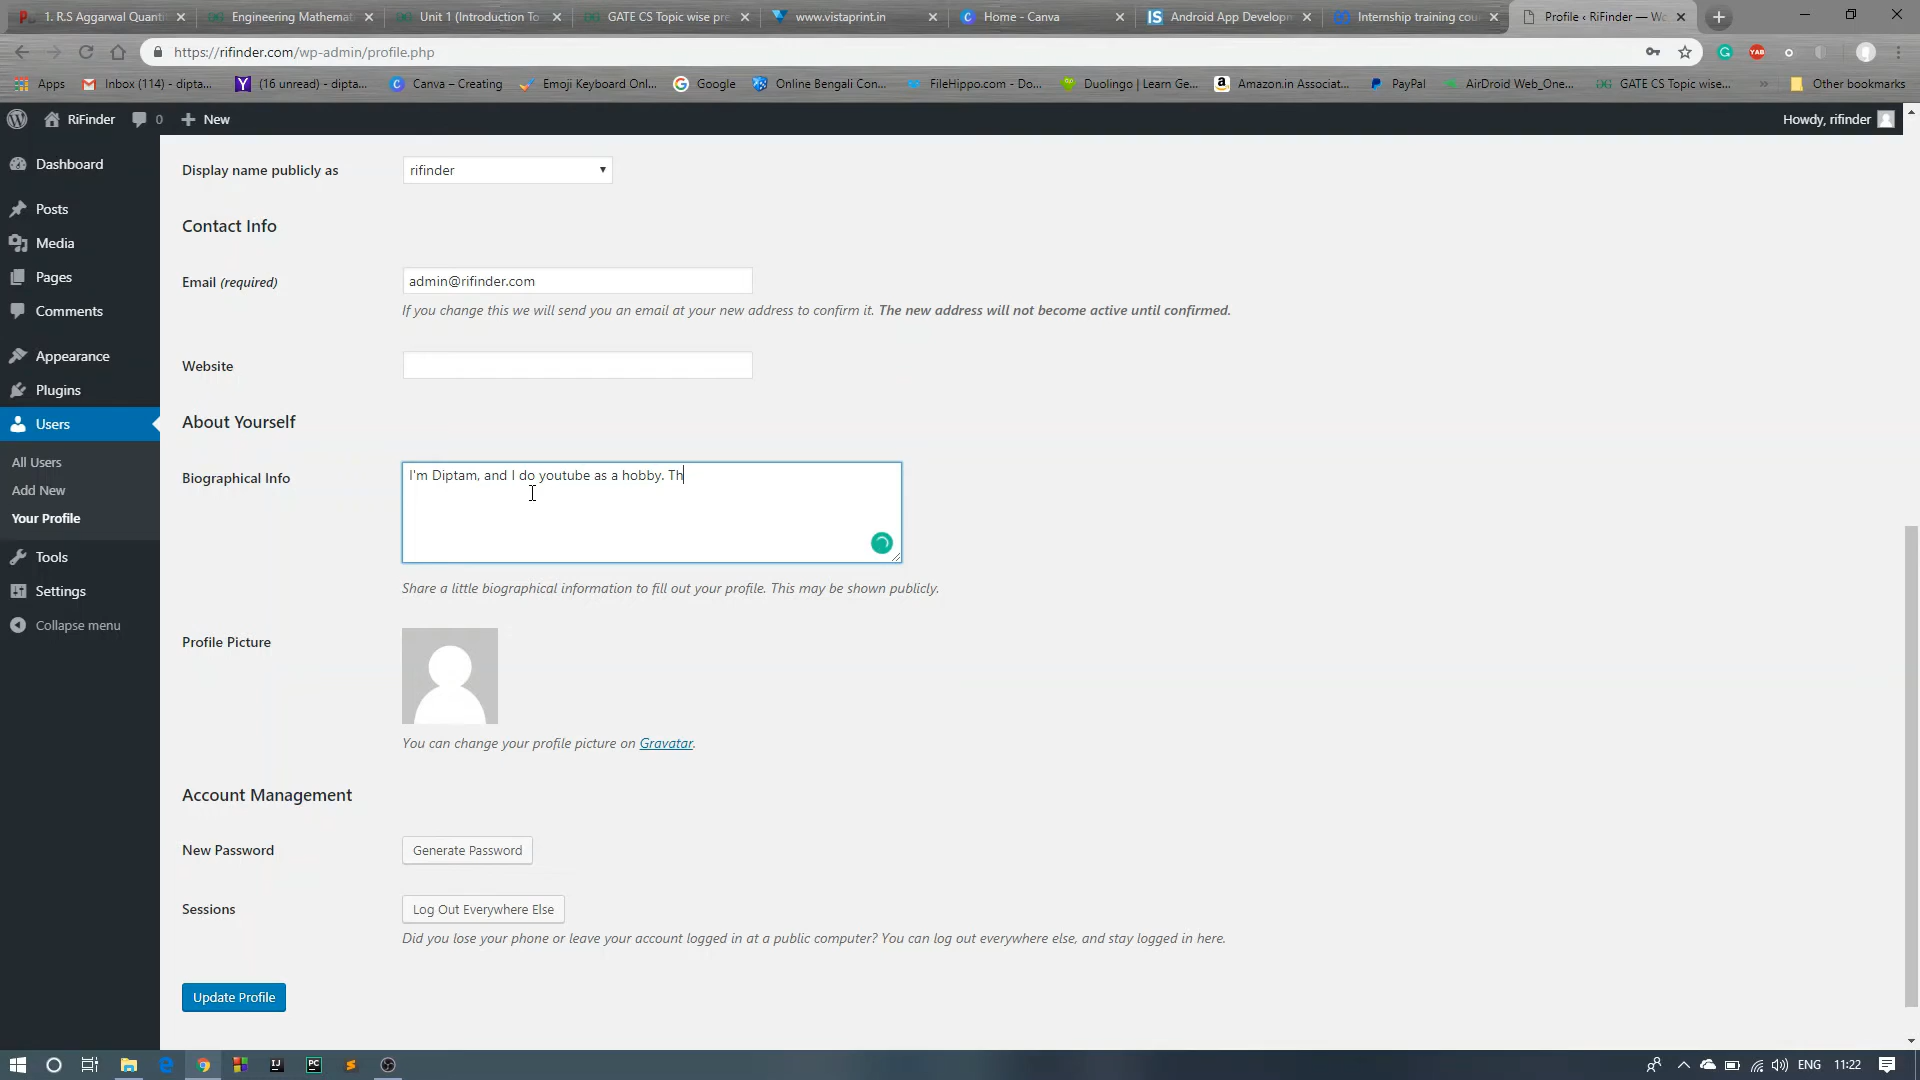 1. R.S Aggarwal Quanti
Engineering Mathemat
Unit 1 (Introduction To
GATE CS Topic wise pre
www.vistaprint.in
Home - Canva
Android App Developm
Internship training cou
Profile ‹ RiFinder — Wo
https://rifinder.com/wp-admin/profile.php
Apps
Inbox (114) - dipta...
(16 unread) - dipta...
Canva – Creating
Emoji Keyboard Onl...
Google
Online Bengali Con...
FileHippo.com - Do...
Duolingo | Learn Ge...
Amazon.in Associat...
PayPal
AirDroid Web_One...
GATE CS Topic wise...
»
Other bookmarks
RiFinder
0
New
Howdy, rifinder
Dashboard
Posts
Media
Pages
Comments
Appearance
Plugins
Users
All Users
Add New
Your Profile
Tools
Settings
Collapse menu
Display name publicly as
rifinder
Contact Info
Email (required)
admin@rifinder.com
If you change this we will send you an email at your new address to confirm it. The new address will not become active until confirmed.
Website
About Yourself
Biographical Info
I'm Diptam, and I do youtube as a hobby. Th
Share a little biographical information to fill out your profile. This may be shown publicly.
Profile Picture
You can change your profile picture on Gravatar.
Account Management
New Password
Generate Password
Sessions
Log Out Everywhere Else
Did you lose your phone or leave your account logged in at a public computer? You can log out everywhere else, and stay logged in here.
Update Profile
ENG
11:22